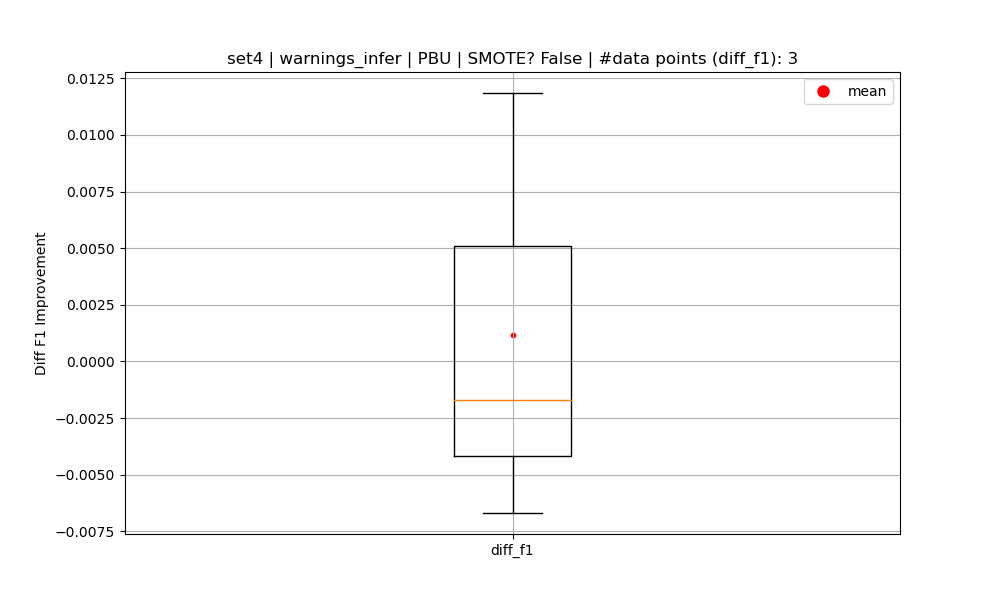 set4 | warnings_infer | PBU | SMOTE? False | #data points (diff_f1): 3
mean
Diff F1 Improvement
0.0125
0.0100
0.0075
0.0050
0.0025
0.0000
−0.0025
−0.0050
−0.0075
diff_f1